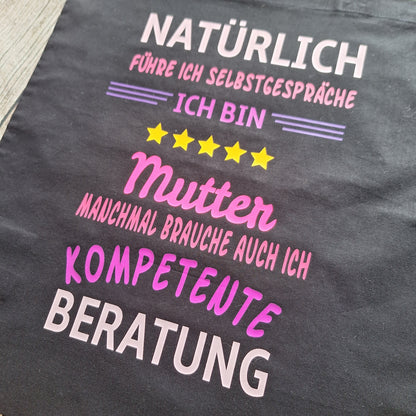 NATÜRLICH
FÜHRE ICH SELBSTGESPRÄCHE
ICH BIN
Mutter
MANCHMAL BRAUCHE AUCH ICH
KOMPETENTE
BERATUNG